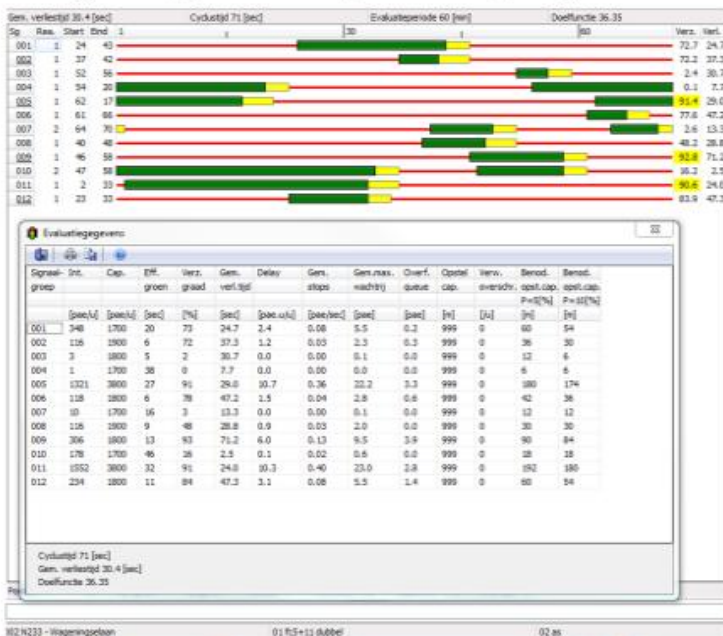 Gem. verliestijd 30.4 [sec] Cyclustijd 71 [sec] Evaluatieperiode 60 [min] Doelfunctie 36.35
Sg Rea. Start End 1 30 60 Verz. Verl.
001 1 24 43 72.7 24.7
002 1 37 42 72.2 37.3
003 1 52 56 2.4 30.7
004 1 54 20 0.1 7.7
005 1 62 17 91.4 29.0
006 1 61 66 77.6 47.2
007 2 64 70 2.6 13.3
008 1 40 48 48.2 28.8
009 1 46 58 92.8 71.2
010 2 47 58 16.2 2.5
011 1 2 33 90.6 24.0
012 1 23 33 83.9 47.3
Evaluatiegegevens
Signaal- Int. Cap. Eff. Verz. Gem. Delay Gem. Gem.max. Overf. Opstel Verw. Benod. Benod.
groep groen graad verl.tijd stops wachtrij queue cap. overschr. opst.cap. opst.cap.
P=5[%] P=10[%]
[pae/u] [pae/u] [sec] [%] [sec] [pae.u/u] [pae/sec] [pae] [pae] [m] [/u] [m] [m]
001 348 1700 20 73 24.7 2.4 0.08 5.5 0.2 999 0 60 54
002 116 1900 6 72 37.3 1.2 0.03 2.3 0.3 999 0 36 30
003 3 1800 5 2 30.7 0.0 0.00 0.1 0.0 999 0 12 6
004 1 1700 38 0 7.7 0.0 0.00 0.0 0.0 999 0 6 6
005 1321 3800 27 91 29.0 10.7 0.36 22.2 3.3 999 0 180 174
006 118 1800 6 78 47.2 1.5 0.04 2.8 0.6 999 0 42 36
007 10 1700 16 3 13.3 0.0 0.00 0.1 0.0 999 0 12 12
008 116 1900 9 48 28.8 0.9 0.03 2.0 0.0 999 0 30 30
009 306 1800 13 93 71.2 6.0 0.13 9.5 3.9 999 0 90 84
010 178 1700 46 16 2.5 0.1 0.02 0.6 0.0 999 0 18 18
011 1552 3800 32 91 24.0 10.3 0.40 23.0 2.8 999 0 192 180
012 234 1800 11 84 47.3 3.1 0.08 5.5 1.4 999 0 60 54
Cyclustijd 71 [sec]
Gem. verliestijd 30.4 [sec]
Doelfunctie 36.35
N233 - Wageningselaan 01 ft5+11 dubbel 02 as